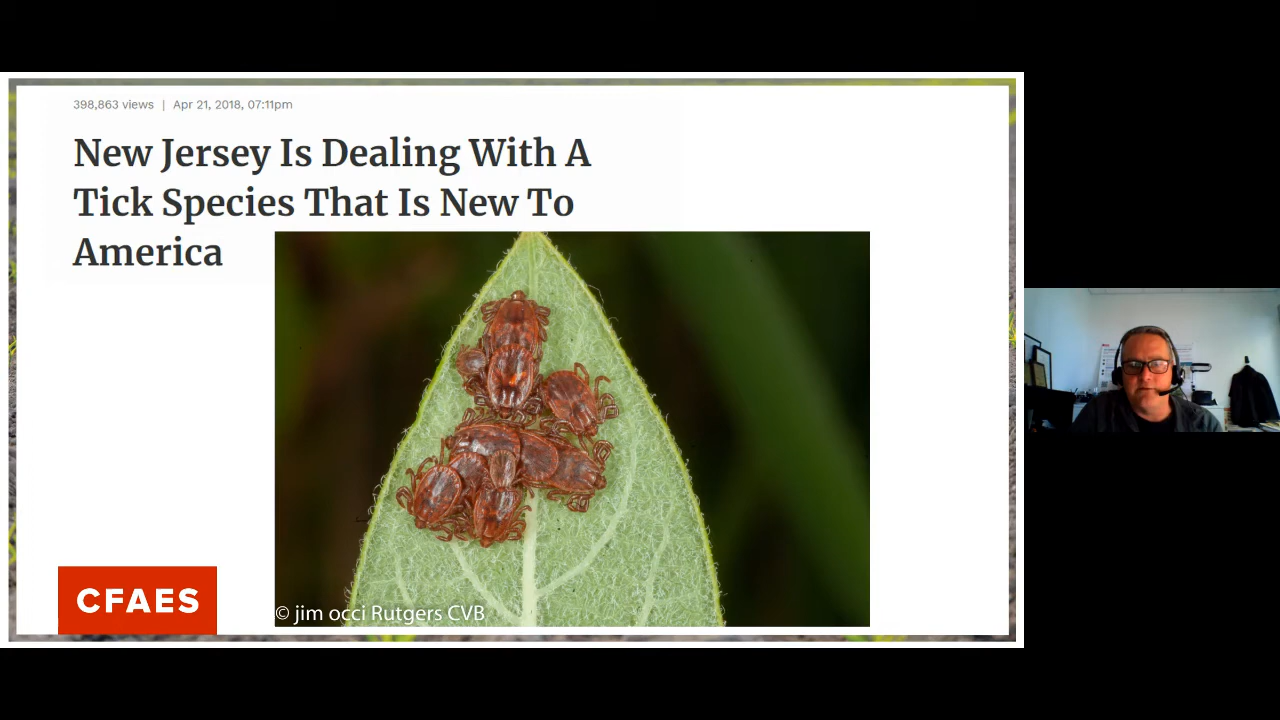 398,863 views | Apr 21, 2018, 07:11pm
New Jersey Is Dealing With A
Tick Species That Is New To
America
© jim occi Rutgers CVB
CFAES